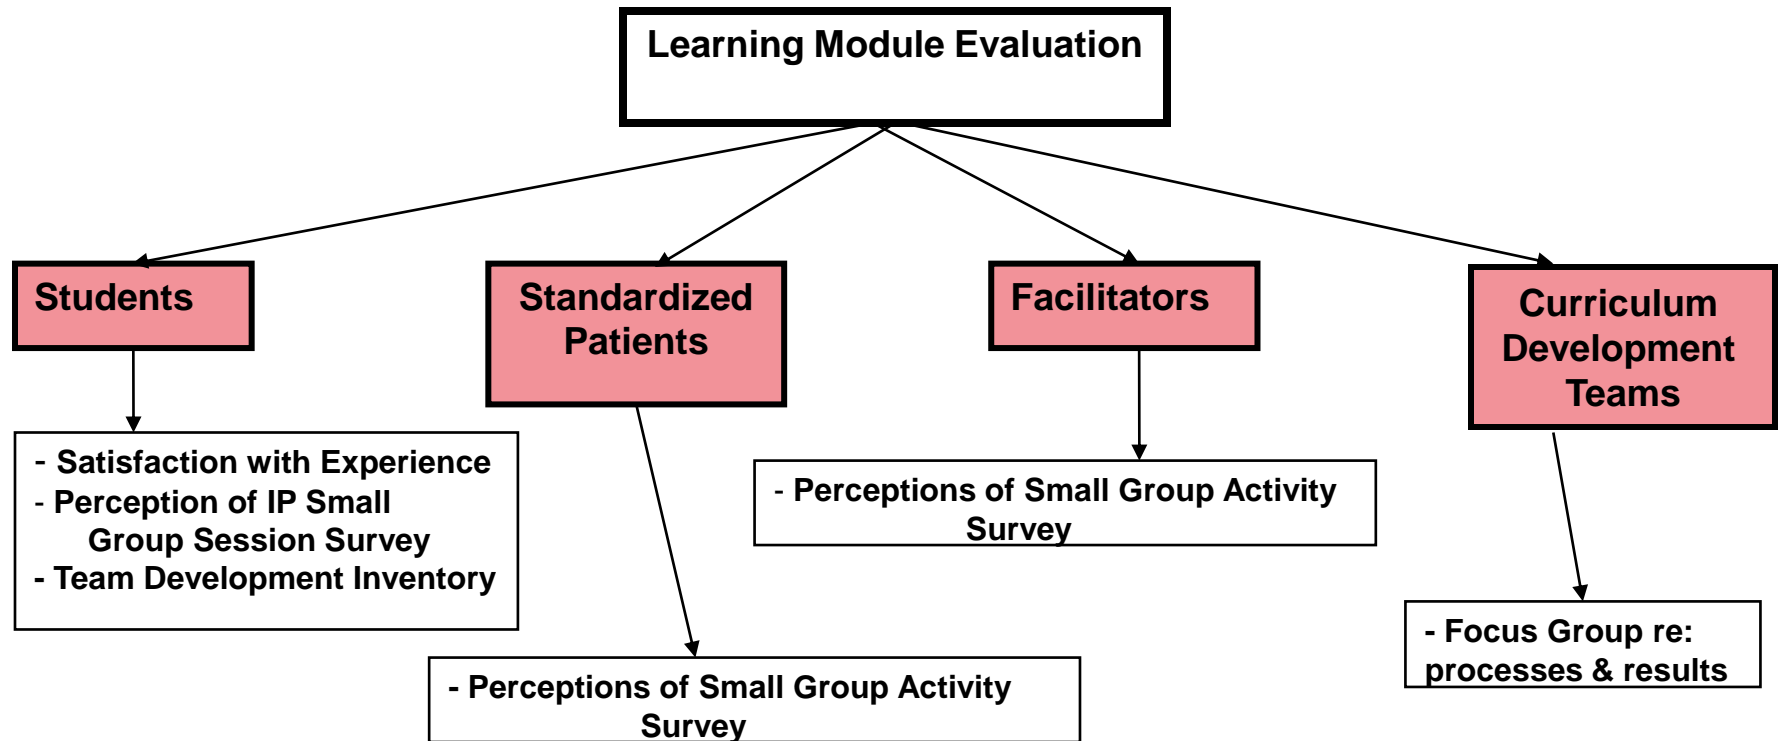 Learning Module Evaluation
Students
Standardized
Patients
Facilitators
Curriculum
Development
Teams
- Satisfaction with Experience
- Perception of IP Small
Group Session Survey
- Team Development Inventory
- Perceptions of Small Group Activity
Survey
- Perceptions of Small Group Activity
Survey
- Focus Group re:
processes & results